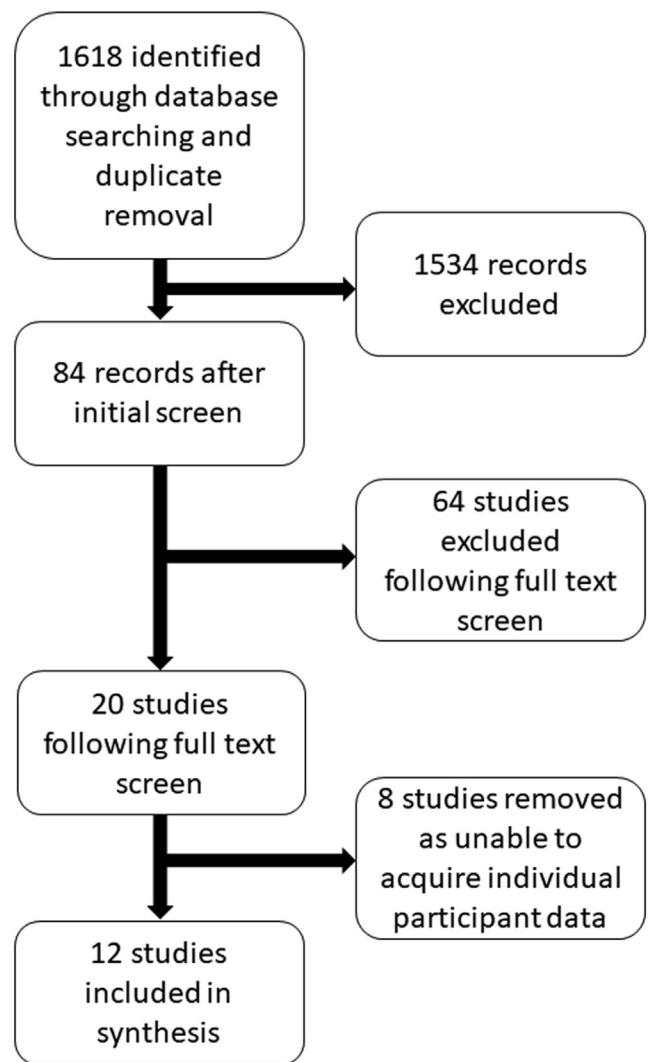 1618 identified
through database
searching and
duplicate
removal
1534 records
excluded
84 records after
initial screen
64 studies
excluded
following full text
screen
20 studies
following full text
screen
8 studies removed
as unable to
acquire individual
participant data
12 studies
included in
synthesis